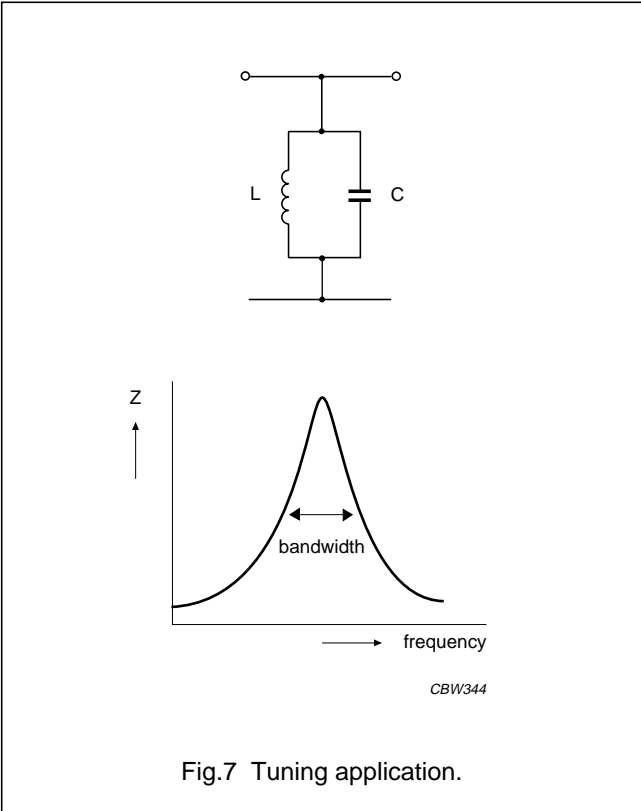 L C
Z
bandwidth
frequency
CBW344
Fig.7 Tuning application.